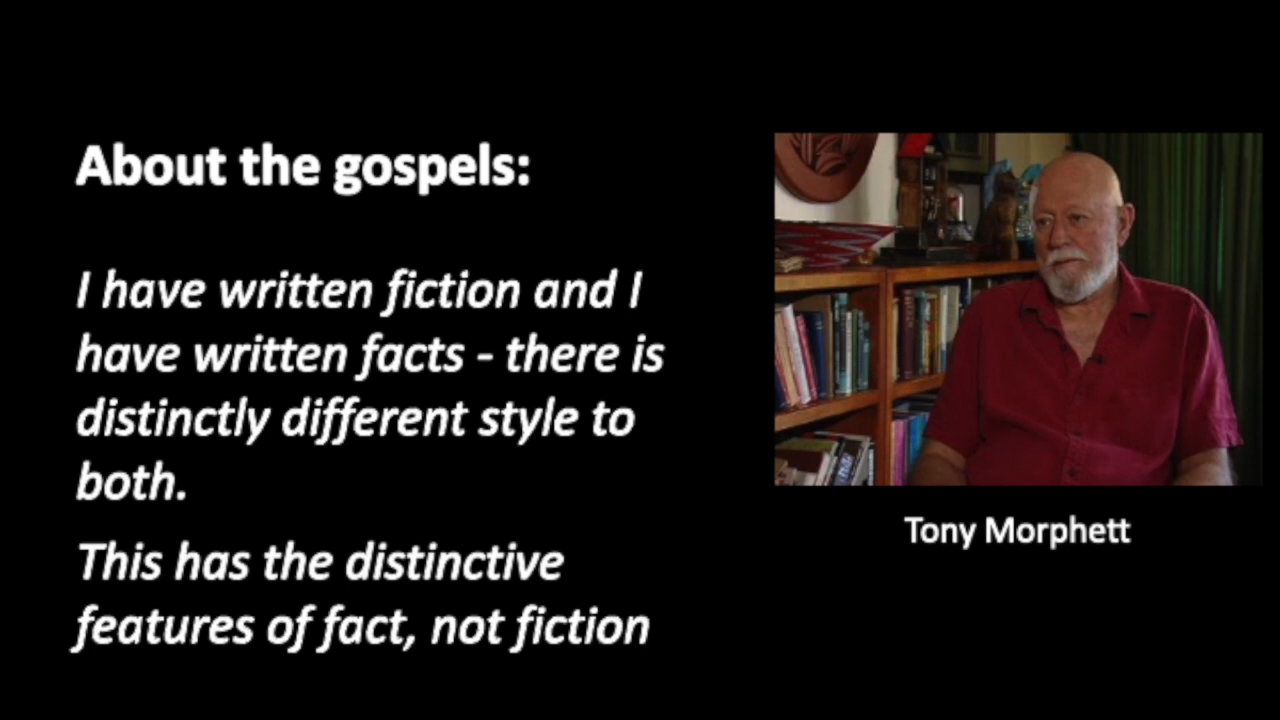 About the gospels:
I have written fiction and I
have written facts - there is
distinctly different style to
both.
This has the distinctive
features of fact, not fiction
Tony Morphett